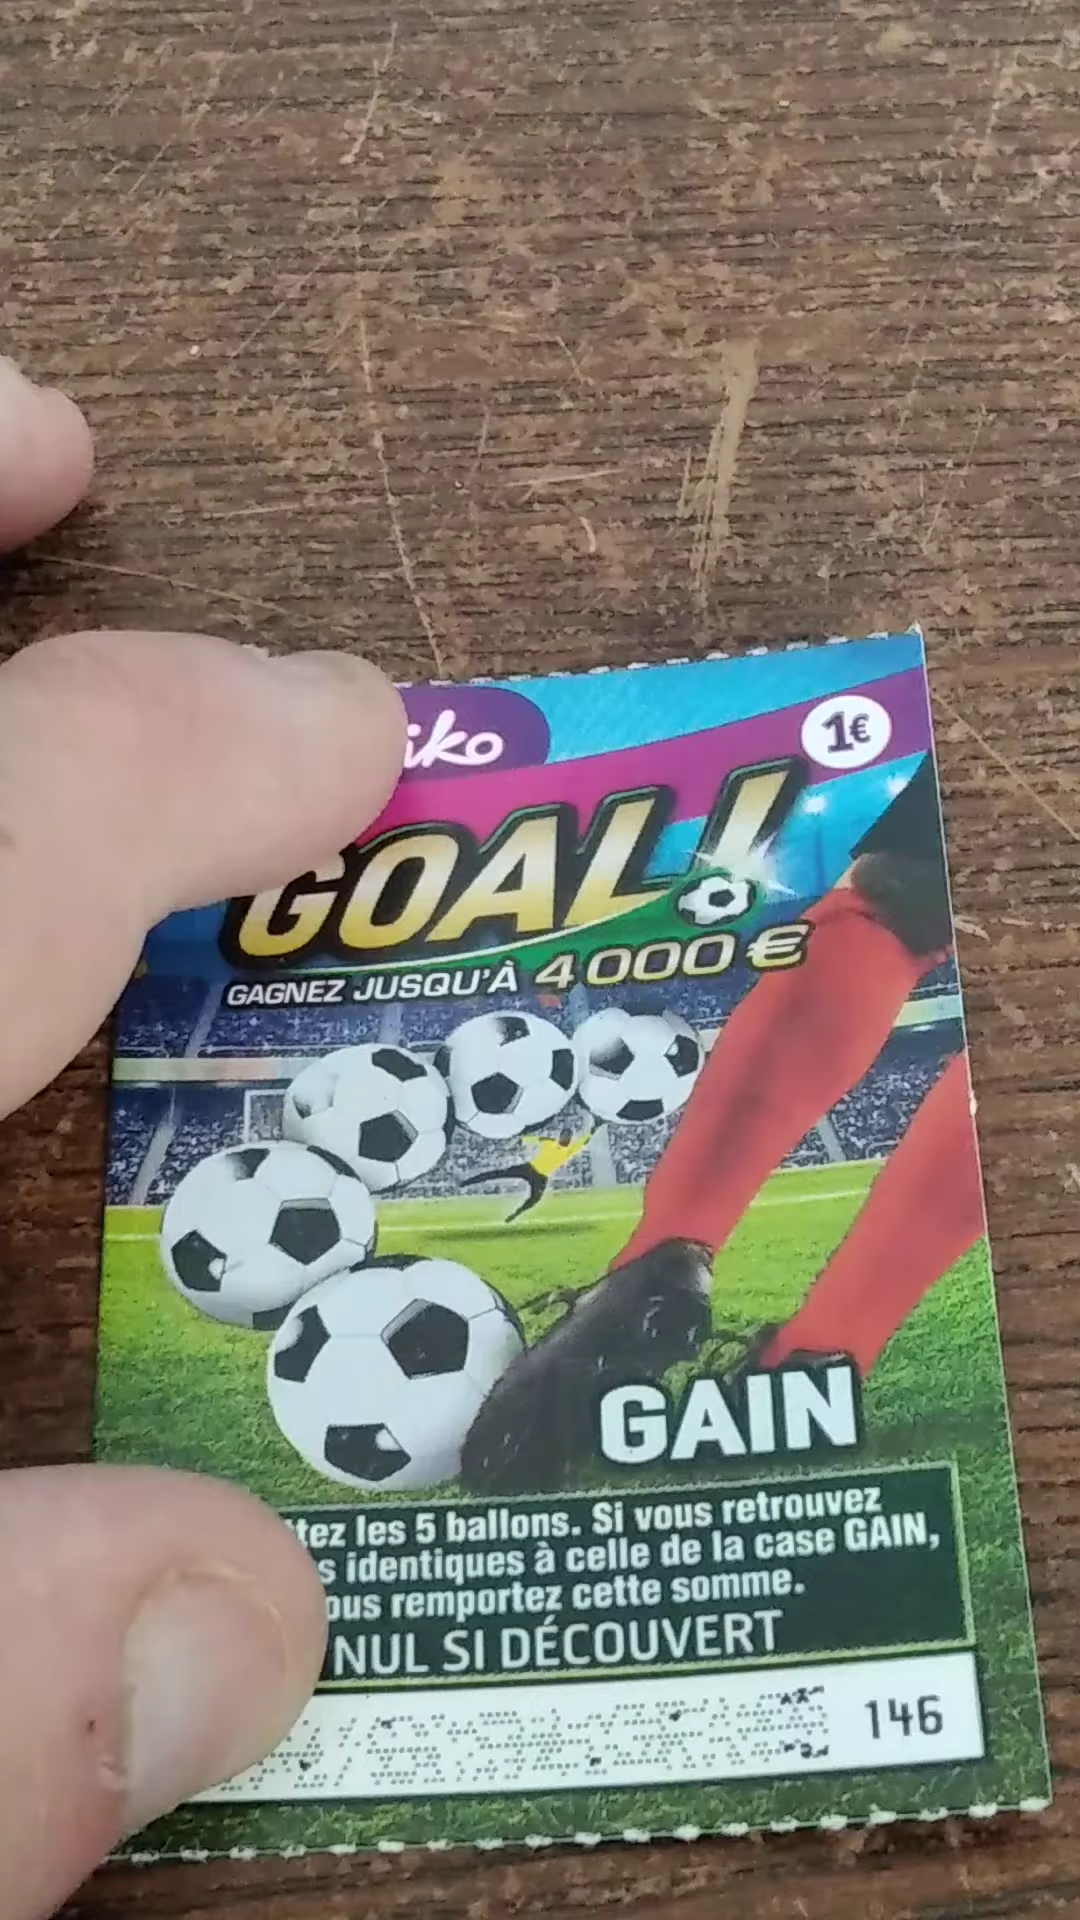 iko
1€
GOAL!
GAGNEZ JUSQU'À 4 000 €
GAIN
tez les 5 ballons. Si vous retrouvez
s identiques à celle de la case GAIN,
ous remportez cette somme.
NUL SI DÉCOUVERT
146